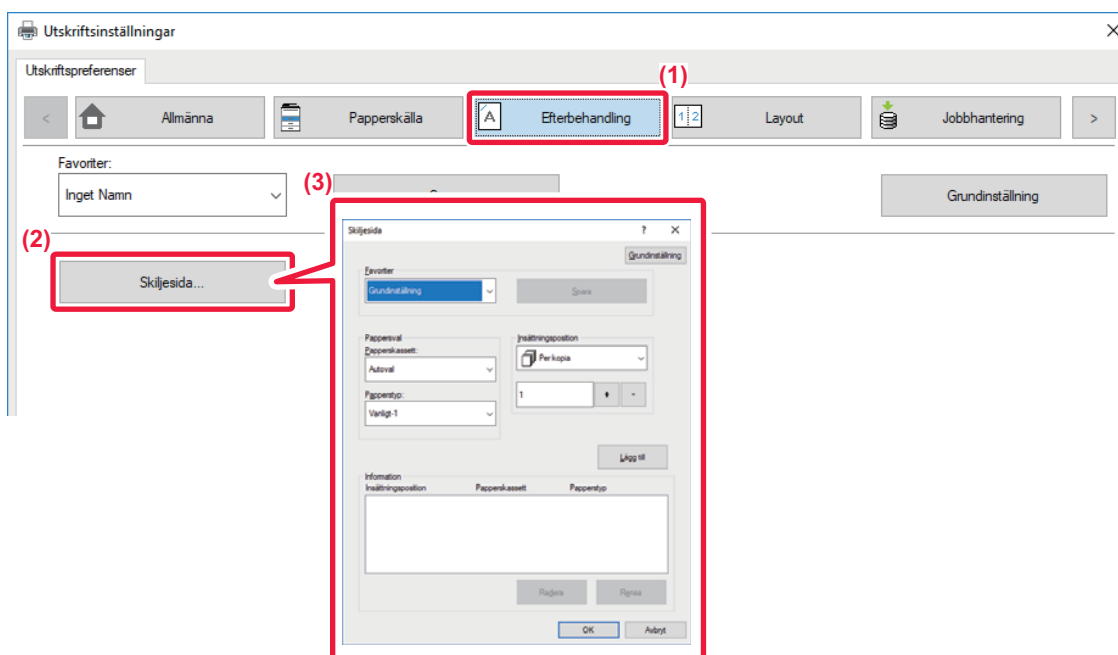 Utskriftsinställningar
Utskriftspreferenser
(1)
< Allmänna Papperskälla A Efterbehandling 1 2 Layout Jobbhantering >
Favoriter:
Inget Namn
(3)
Grundinställning
(2)
Skiljesida...
Skiljesida ? ×
Grundinställning
Favoriter
Grundinställning
Spara
Pappersval
Papperskassett:
Autoval
Papperstyp:
Vanligt-1
Insättningsposition
Per kopia
1 + -
Lägg till
Information
Insättningsposition Papperskassett Papperstyp
Radera Rensa
OK Avbryt